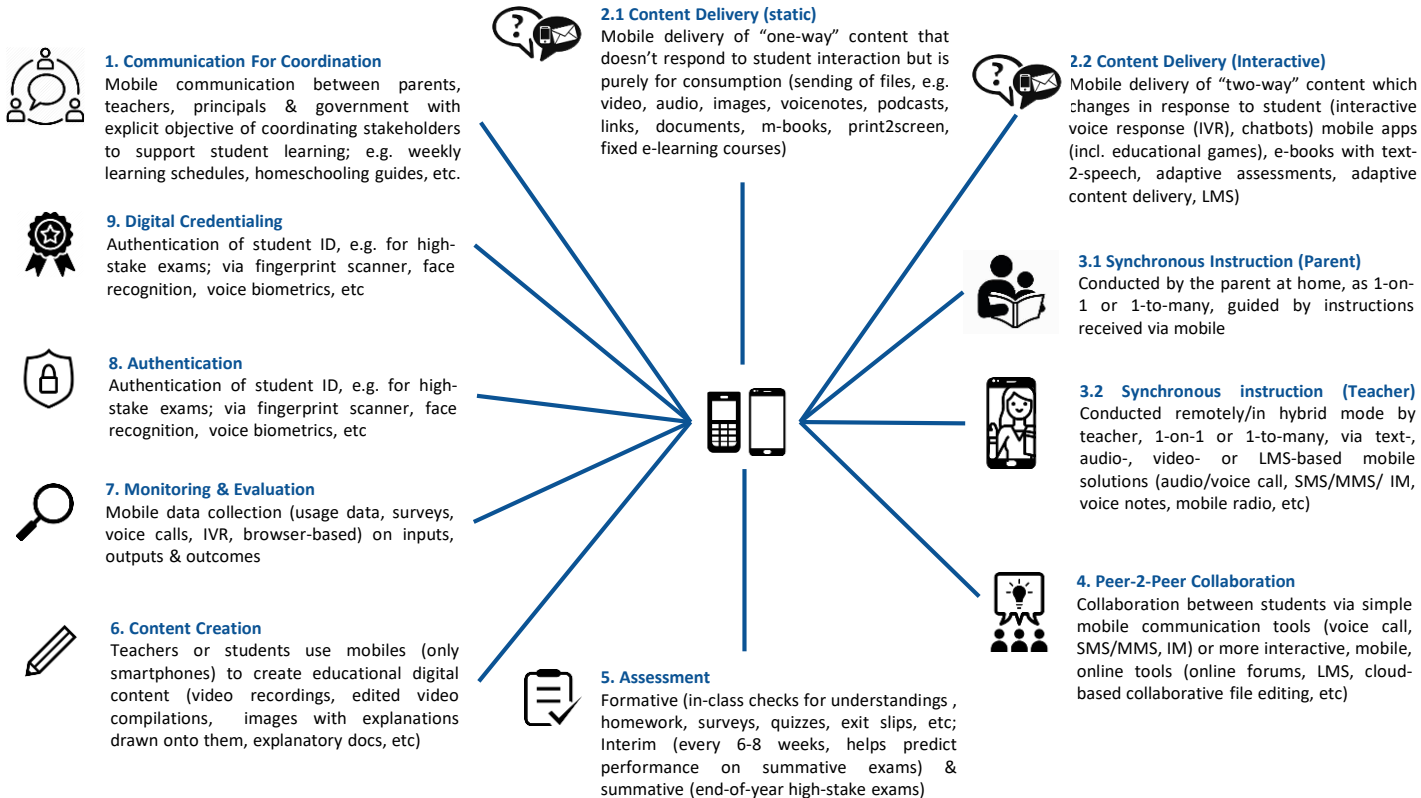 1. Communication For Coordination
Mobile communication between parents,
teachers, principals & government with
explicit objective of coordinating stakeholders
to support student learning; e.g. weekly
learning schedules, homeschooling guides, etc.
2.1 Content Delivery (static)
Mobile delivery of “one-way” content that
doesn’t respond to student interaction but is
purely for consumption (sending of files, e.g.
video, audio, images, voicenotes, podcasts,
links, documents, m-books, print2screen,
fixed e-learning courses)
2.2 Content Delivery (Interactive)
Mobile delivery of “two-way” content which
changes in response to student (interactive
voice response (IVR), chatbots) mobile apps
(incl. educational games), e-books with text-
2-speech, adaptive assessments, adaptive
content delivery, LMS)
3.1 Synchronous Instruction (Parent)
Conducted by the parent at home, as 1-on-
1 or 1-to-many, guided by instructions
received via mobile
3.2 Synchronous instruction (Teacher)
Conducted remotely/in hybrid mode by
teacher, 1-on-1 or 1-to-many, via text-,
audio-, video- or LMS-based mobile
solutions (audio/voice call, SMS/MMS/ IM,
voice notes, mobile radio, etc)
4. Peer-2-Peer Collaboration
Collaboration between students via simple
mobile communication tools (voice call,
SMS/MMS, IM) or more interactive, mobile,
online tools (online forums, LMS, cloud-
based collaborative file editing, etc)
5. Assessment
Formative (in-class checks for understandings ,
homework, surveys, quizzes, exit slips, etc;
Interim (every 6-8 weeks, helps predict
performance on summative exams) &
summative (end-of-year high-stake exams)
6. Content Creation
Teachers or students use mobiles (only
smartphones) to create educational digital
content (video recordings, edited video
compilations, images with explanations
drawn onto them, explanatory docs, etc)
7. Monitoring & Evaluation
Mobile data collection (usage data, surveys,
voice calls, IVR, browser-based) on inputs,
outputs & outcomes
8. Authentication
Authentication of student ID, e.g. for high-
stake exams; via fingerprint scanner, face
recognition, voice biometrics, etc
9. Digital Credentialing
Authentication of student ID, e.g. for high-
stake exams; via fingerprint scanner, face
recognition, voice biometrics, etc